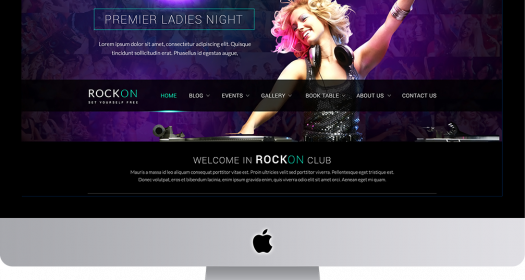 PREMIER LADIES NIGHT
Lorem ipsum dolor sit amet, consectetur adipiscing elit. Quisque
tincidunt sollicitudin erat. Phasellus id egestas augue.
ROCKON
SET YOURSELF FREE
HOME BLOG EVENTS GALLERY BOOK TABLE ABOUT US CONTACT US
WELCOME IN ROCKON CLUB
Mauris a massa id leo aliquam consequat porttitor vitae est. Proin ultricies velit sed porttitor viverra. Pellentesque eget tristique est.
Donec volutpat, eros et bibendum lacinia, enim ipsum gravida enim, quis viverra odio elit sit amet orci. Aenean eget mi quam.